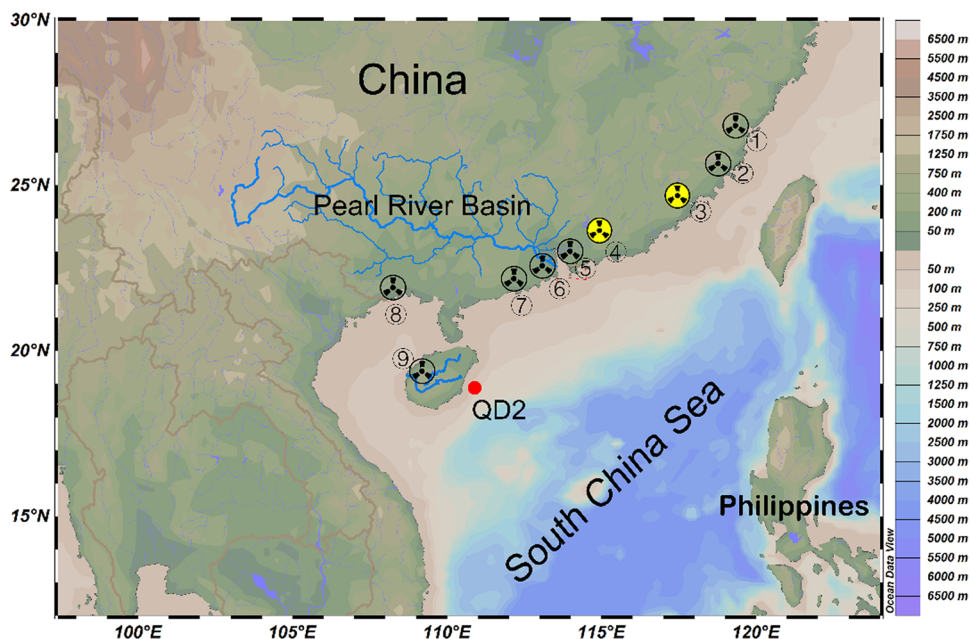 30°N
25°N
20°N
15°N
100°E
105°E
110°E
115°E
120°E
China
Pearl River Basin
①
②
③
④
⑤
⑥
⑦
⑧
⑨
QD2
South China Sea
Philippines
Ocean Data View
6500 m
5500 m
4500 m
3500 m
2500 m
1750 m
1250 m
750 m
400 m
200 m
50 m
50 m
100 m
250 m
500 m
750 m
1000 m
1250 m
1500 m
2000 m
2500 m
3000 m
3500 m
4000 m
4500 m
5000 m
5500 m
6000 m
6500 m